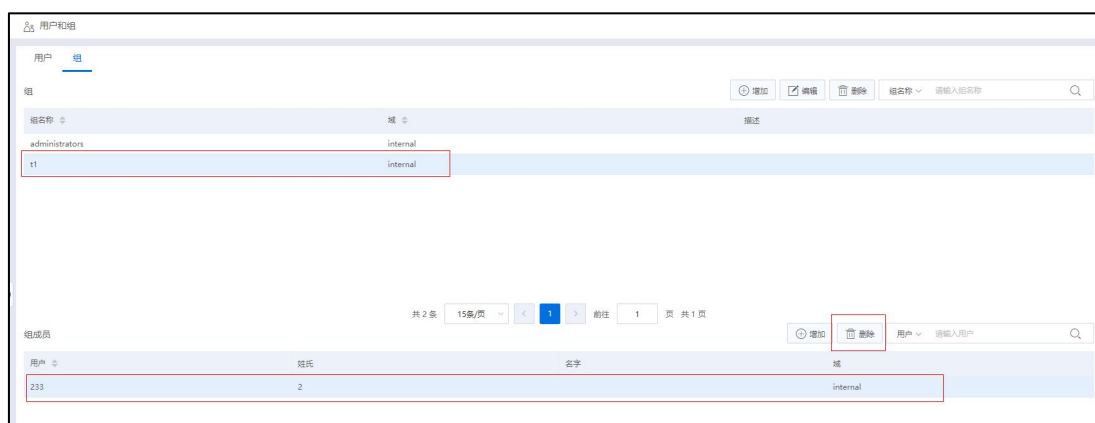 用户和组
用户 组
组 增加 编辑 删除 组名称 请输入组名称
组名称 域 描述
administrators internal
t1 internal
共 2 条 15条/页 1 前往 1 页 共 1 页
组成员 增加 删除 用户 请输入用户
用户 姓氏 名字 域
233 2 internal